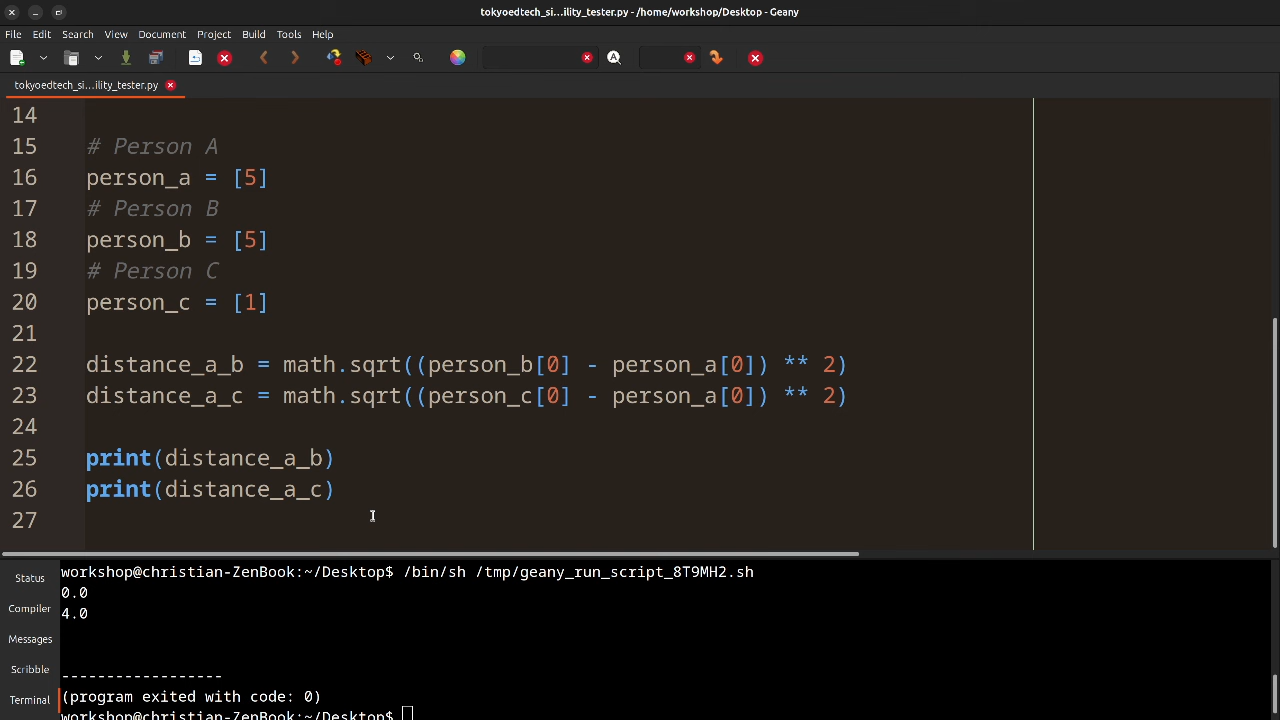 tokyoedtech_si...ility_tester.py - /home/workshop/Desktop - Geany
File Edit Search View Document Project Build Tools Help
tokyoedtech_si...ility_tester.py
14
15 # Person A
16 person_a = [5]
17 # Person B
18 person_b = [5]
19 # Person C
20 person_c = [1]
21
22 distance_a_b = math.sqrt((person_b[0] - person_a[0]) ** 2)
23 distance_a_c = math.sqrt((person_c[0] - person_a[0]) ** 2)
24
25 print(distance_a_b)
26 print(distance_a_c)
27
Status
Compiler
Messages
Scribble
Terminal
workshop@christian-ZenBook:~/Desktop$ /bin/sh /tmp/geany_run_script_8T9MH2.sh
0.0
4.0
------------------
(program exited with code: 0)
workshop@christian-ZenBook:~/Desktop$